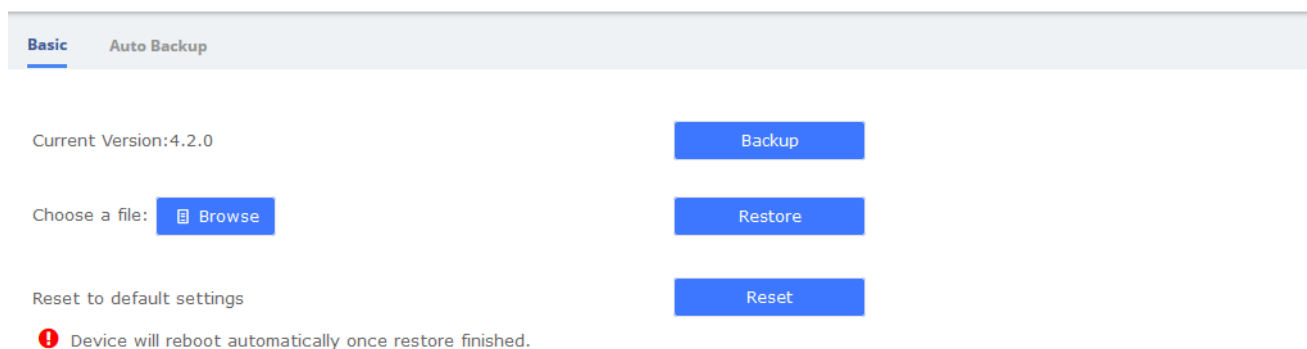 Basic Auto Backup
Current Version:4.2.0 Backup
Choose a file: Browse Restore
Reset to default settings Reset
Device will reboot automatically once restore finished.